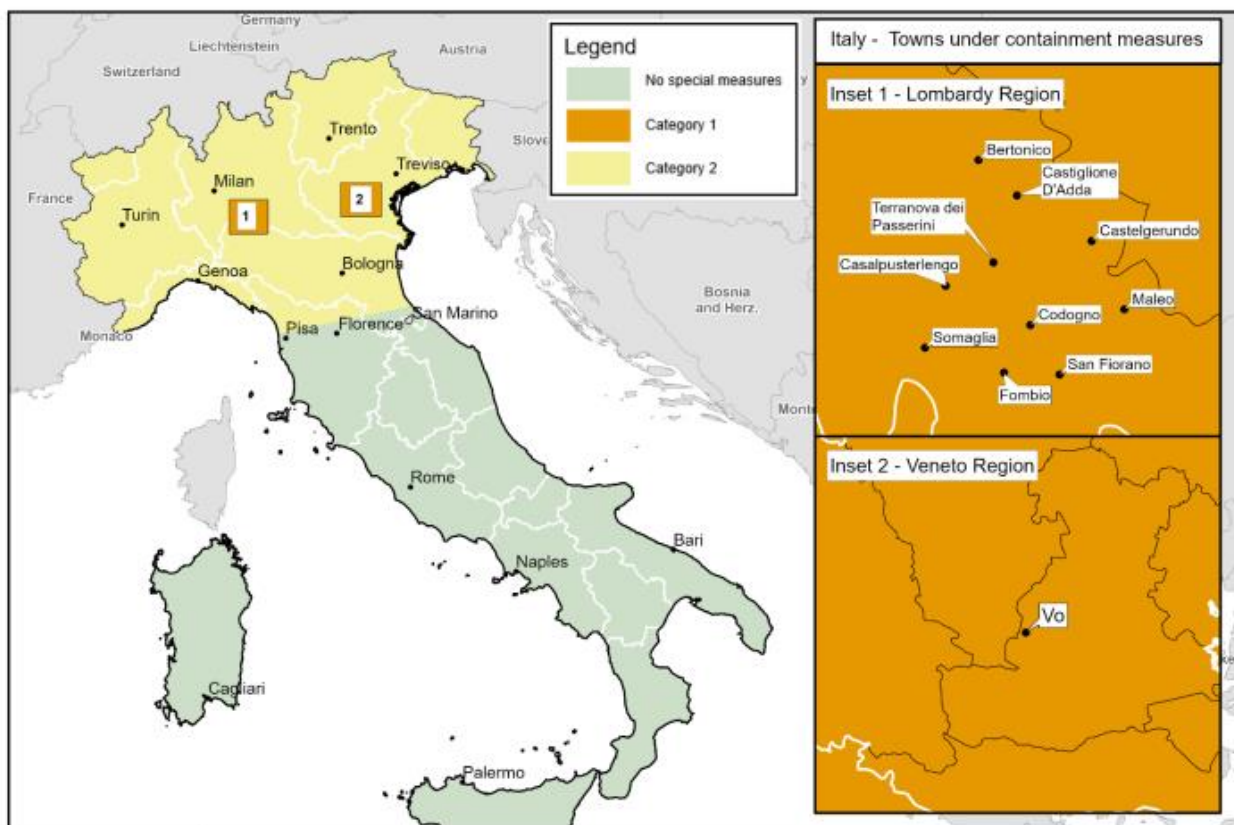 Germany
Liechtenstein
Austria
Switzerland
Trento
Treviso
Milan
1
2
Turin
France
Genoa
Bologna
San Marino
Monaco
Pisa
Florence
Bosnia
and Herz.
Rome
Bari
Naples
Cagliari
Palermo
Legend
No special measures
Category 1
Category 2
Italy - Towns under containment measures
Inset 1 - Lombardy Region
Bertonico
Castiglione
D'Adda
Terranova dei
Passerini
Castelgerundo
Casalpusterlengo
Maleo
Codogno
Somaglia
San Fiorano
Fombio
Inset 2 - Veneto Region
Vo